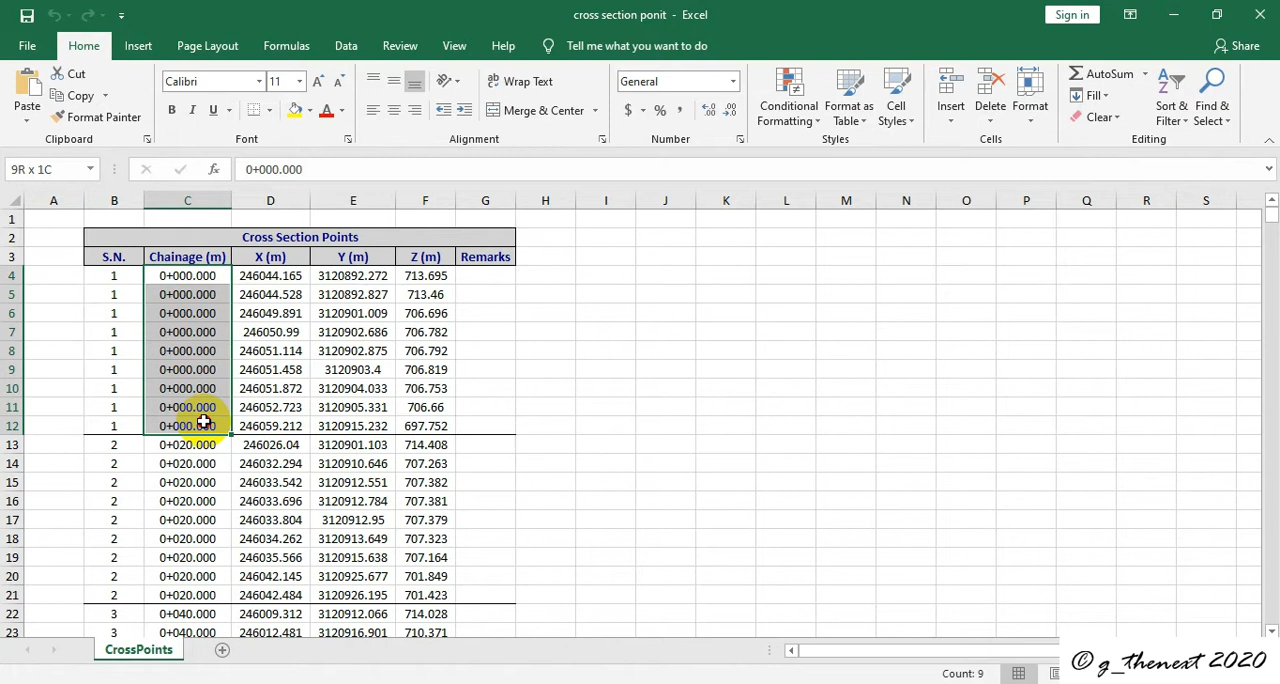 cross section ponit - Excel
Sign in
File Home Insert Page Layout Formulas Data Review View Help Tell me what you want to do Share
Paste Cut Copy Format Painter
Calibri 11 B I U A
Wrap Text Merge & Center
General $ % ,
Conditional Formatting Format as Table Cell Styles
Insert Delete Format
AutoSum Fill Clear Sort & Filter Find & Select
Clipboard Font Alignment Number Styles Cells Editing
9R x 1C fx 0+000.000
A B C D E F G H I J K L M N O P Q R S
1
2 Cross Section Points
3 S.N. Chainage (m) X (m) Y (m) Z (m) Remarks
4 1 0+000.000 246044.165 3120892.272 713.695
5 1 0+000.000 246044.528 3120892.827 713.46
6 1 0+000.000 246049.891 3120901.009 706.696
7 1 0+000.000 246050.99 3120902.686 706.782
8 1 0+000.000 246051.114 3120902.875 706.792
9 1 0+000.000 246051.458 3120903.4 706.819
10 1 0+000.000 246051.872 3120904.033 706.753
11 1 0+000.000 246052.723 3120905.331 706.66
12 1 0+000.000 246059.212 3120915.232 697.752
13 2 0+020.000 246026.04 3120901.103 714.408
14 2 0+020.000 246032.294 3120910.646 707.263
15 2 0+020.000 246033.542 3120912.551 707.382
16 2 0+020.000 246033.696 3120912.784 707.381
17 2 0+020.000 246033.804 3120912.95 707.379
18 2 0+020.000 246034.262 3120913.649 707.323
19 2 0+020.000 246035.566 3120915.638 707.164
20 2 0+020.000 246042.145 3120925.677 701.849
21 2 0+020.000 246042.484 3120926.195 701.423
22 3 0+040.000 246009.312 3120912.066 714.028
23 3 0+040.000 246012.481 3120916.901 710.371
CrossPoints
Count: 9
© g_thenext 2020